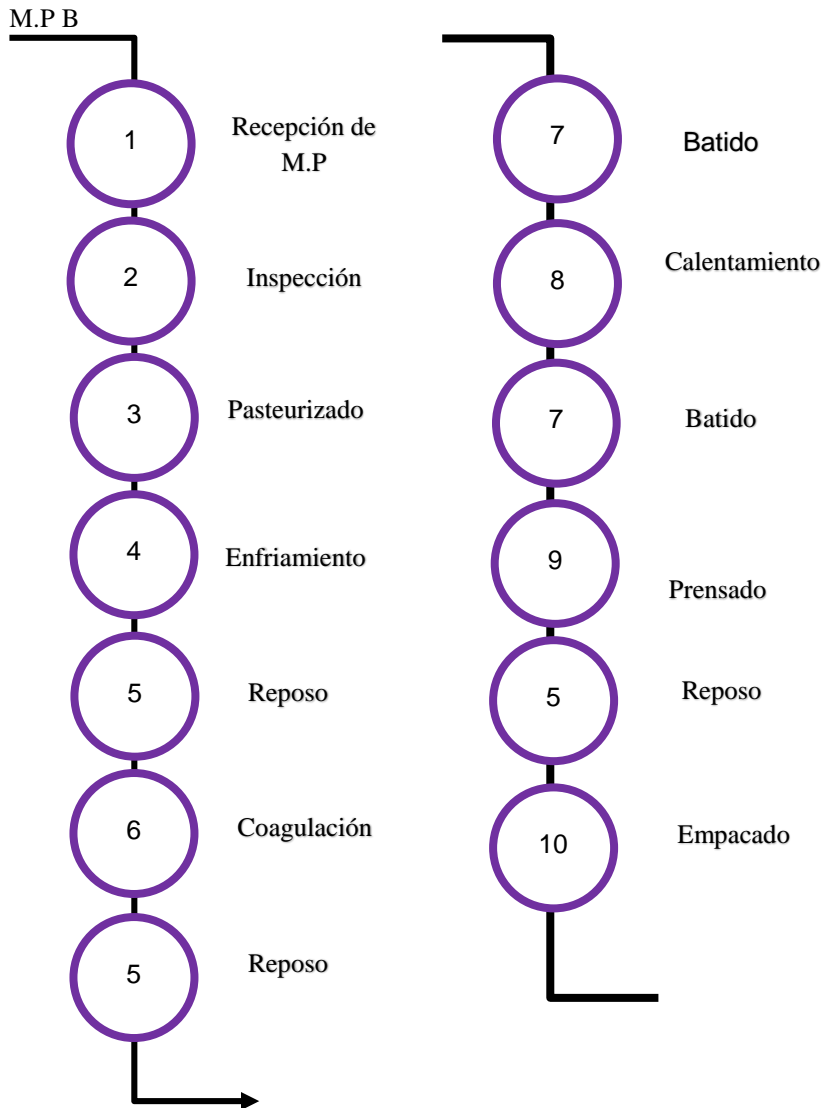 M.P B
1
Recepción de
M.P
2
Inspección
3
Pasteurizado
4
Enfriamiento
5
Reposo
6
Coagulación
5
Reposo
7
Batido
8
Calentamiento
7
Batido
9
Prensado
5
Reposo
10
Empacado